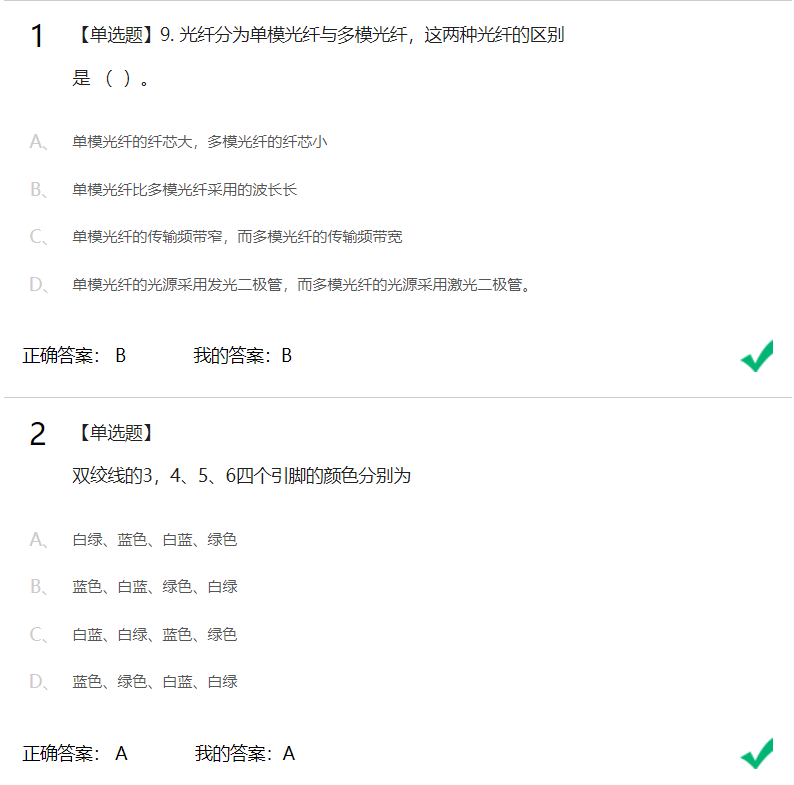 1 【单选题】9. 光纤分为单模光纤与多模光纤，这两种光纤的区别
是 （ ）。
A、 单模光纤的纤芯大，多模光纤的纤芯小
B、 单模光纤比多模光纤采用的波长长
C、 单模光纤的传输频带窄，而多模光纤的传输频带宽
D、 单模光纤的光源采用发光二极管，而多模光纤的光源采用激光二极管。
正确答案： B 我的答案：B
2 【单选题】
双绞线的3，4、5、6四个引脚的颜色分别为
A、 白绿、蓝色、白蓝、绿色
B、 蓝色、白蓝、绿色、白绿
C、 白蓝、白绿、蓝色、绿色
D、 蓝色、绿色、白蓝、白绿
正确答案： A 我的答案：A